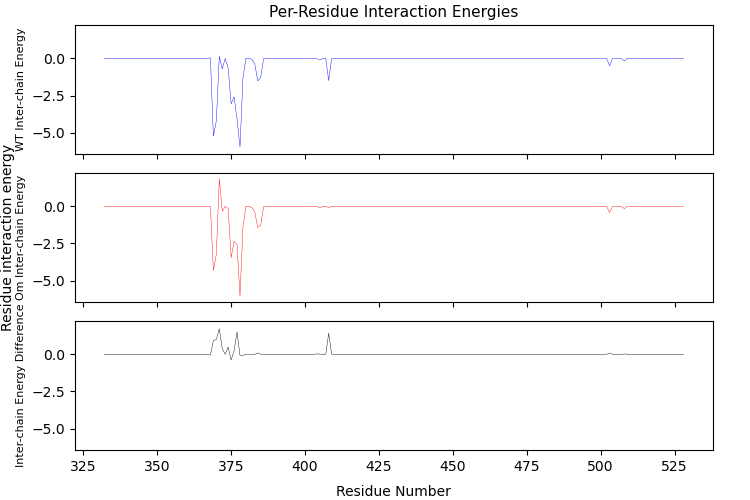 Per-Residue Interaction Energies
WT Inter-chain Energy
0.0
−2.5
−5.0
Residue interaction energy
Om Inter-chain Energy
0.0
−2.5
−5.0
Inter-chain Energy Difference
0.0
−2.5
−5.0
325 350 375 400 425 450 475 500 525
Residue Number